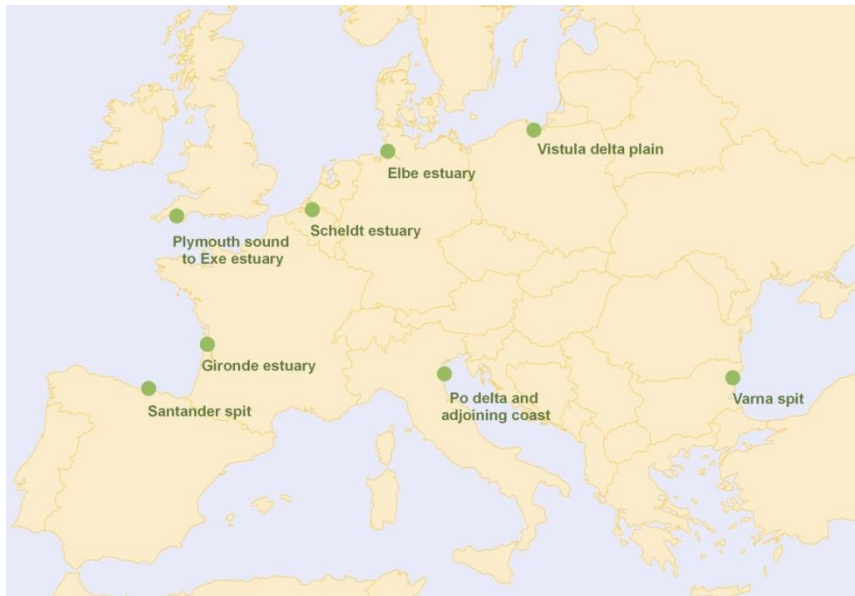 Vistula delta plain
Elbe estuary
Scheldt estuary
Plymouth sound
to Exe estuary
Gironde estuary
Santander spit
Po delta and
adjoining coast
Varna spit